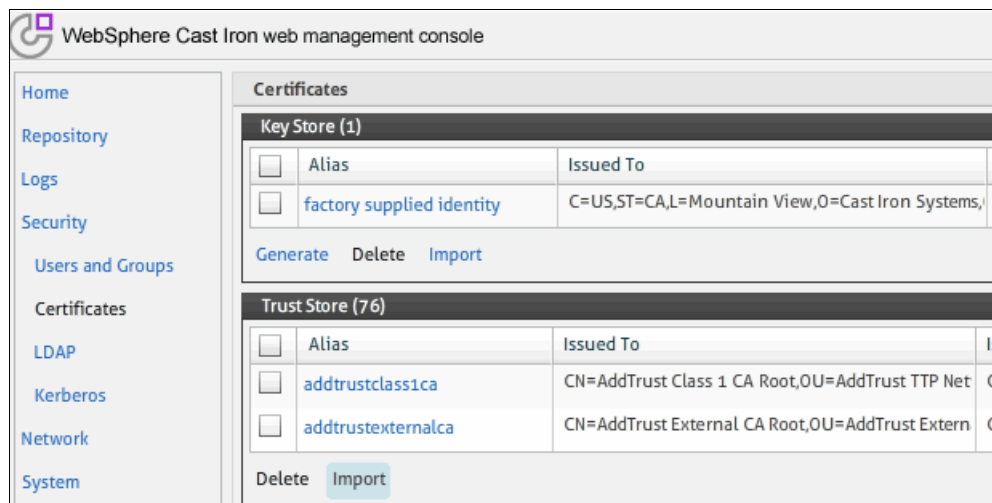 WebSphere Cast Iron web management console
Home
Repository
Logs
Security
Users and Groups
Certificates
LDAP
Kerberos
Network
System
Certificates
Key Store (1)
Alias Issued To
factory supplied identity C=US,ST=CA,L=Mountain View,O=Cast Iron Systems,
Generate Delete Import
Trust Store (76)
Alias Issued To
addtrustclass1ca CN=AddTrust Class 1 CA Root,OU=AddTrust TTP Net
addtrustexternalca CN=AddTrust External CA Root,OU=AddTrust Extern
Delete Import